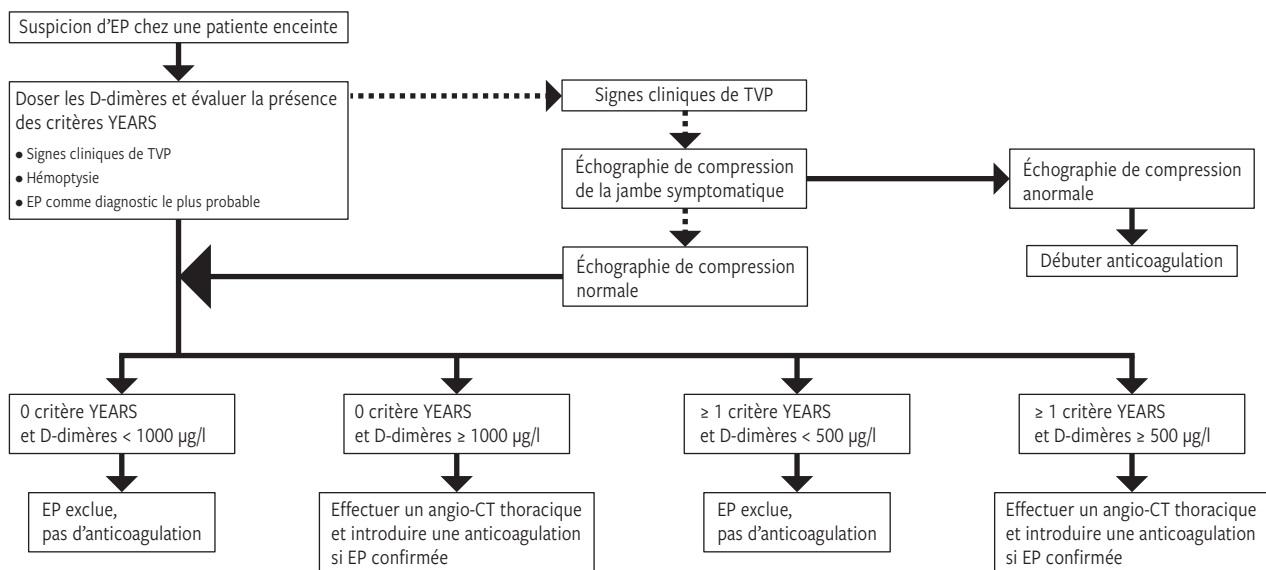 Suspicion d'EP chez une patiente enceinte
Doser les D-dimères et évaluer la présence
des critères YEARS
● Signes cliniques de TVP
● Hémoptysie
● EP comme diagnostic le plus probable
Signes cliniques de TVP
Échographie de compression
de la jambe symptomatique
Échographie de compression
anormale
Débuter anticoagulation
Échographie de compression
normale
0 critère YEARS
et D-dimères < 1000 µg/l
0 critère YEARS
et D-dimères ≥ 1000 µg/l
≥ 1 critère YEARS
et D-dimères < 500 µg/l
≥ 1 critère YEARS
et D-dimères ≥ 500 µg/l
EP exclue,
pas d'anticoagulation
Effectuer un angio-CT thoracique
et introduire une anticoagulation
si EP confirmée
EP exclue,
pas d'anticoagulation
Effectuer un angio-CT thoracique
et introduire une anticoagulation
si EP confirmée